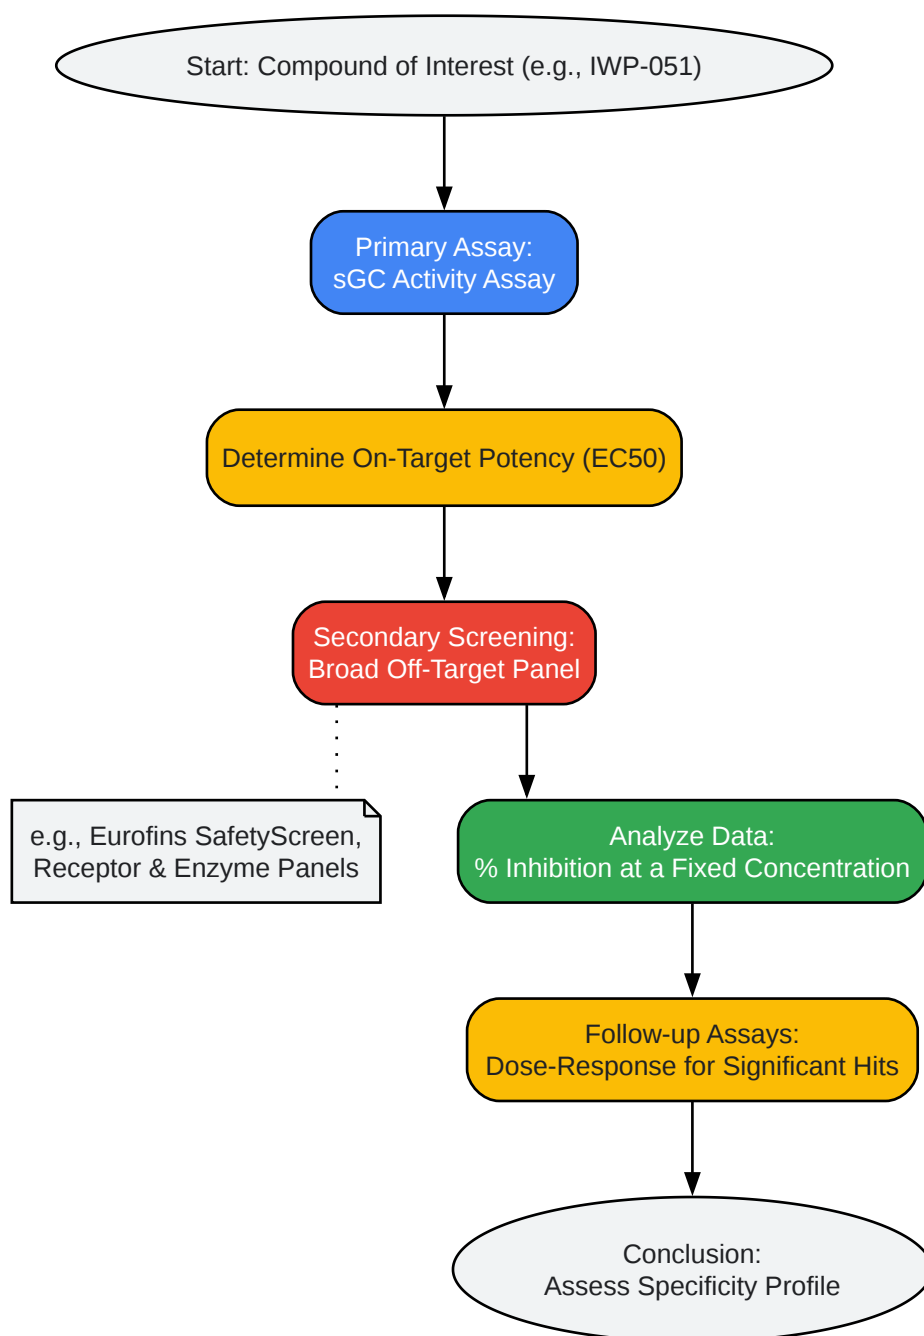 Start: Compound of Interest (e.g., IWP-051)
Primary Assay:
sGC Activity Assay
Determine On-Target Potency (EC50)
Secondary Screening:
Broad Off-Target Panel
e.g., Eurofins SafetyScreen,
Receptor & Enzyme Panels
Analyze Data:
% Inhibition at a Fixed Concentration
Follow-up Assays:
Dose-Response for Significant Hits
Conclusion:
Assess Specificity Profile